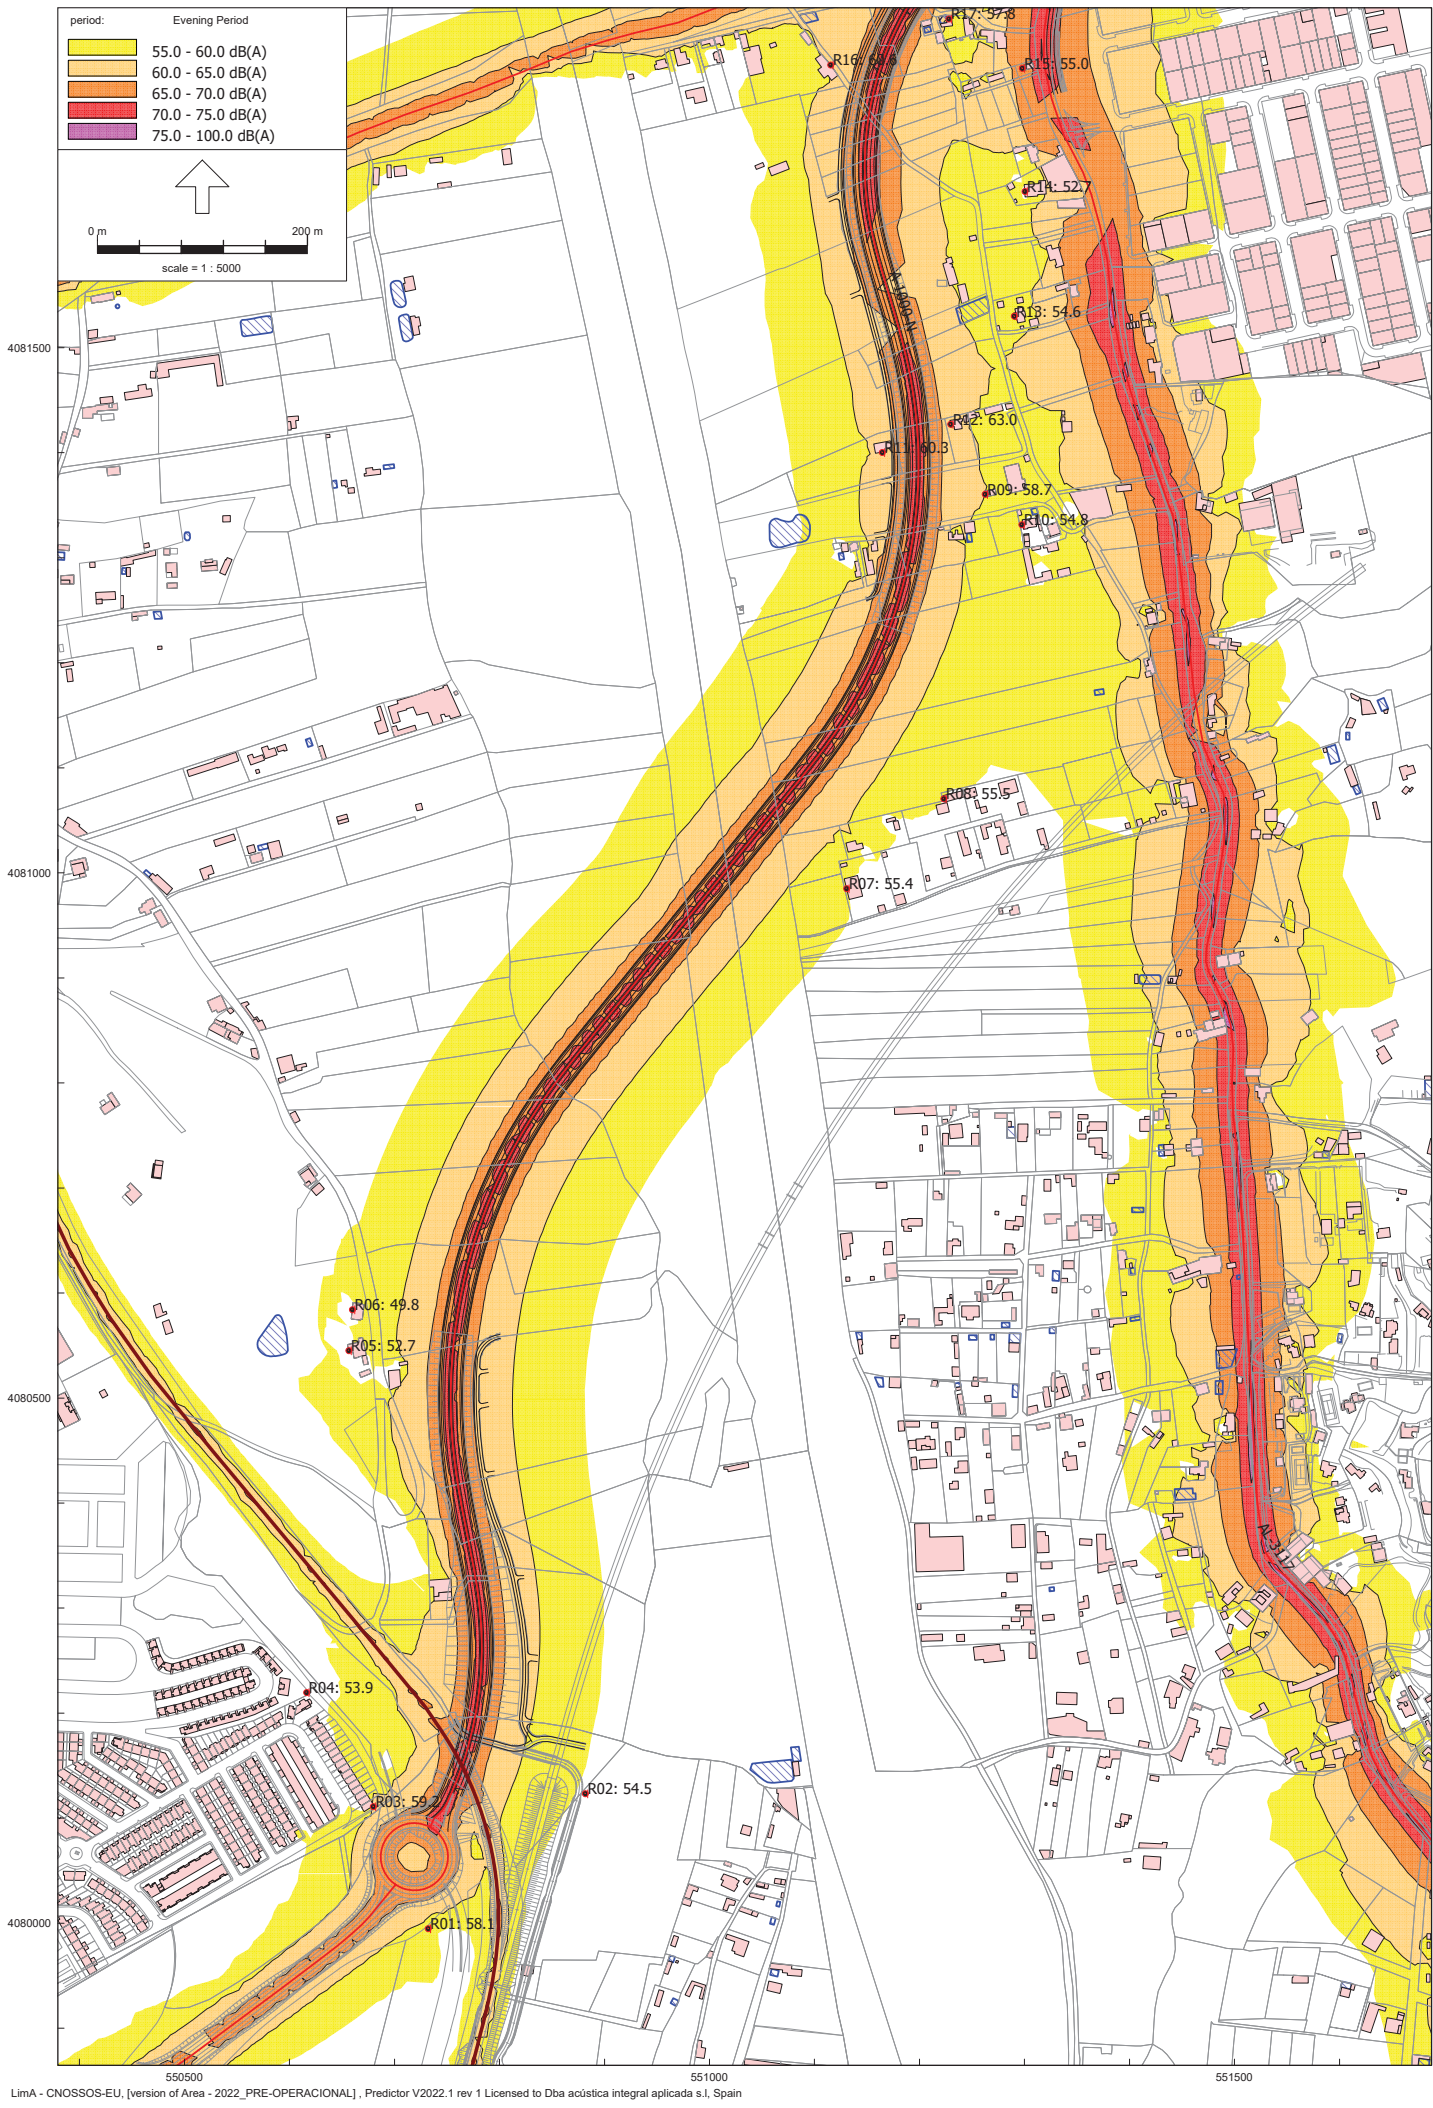 period: Evening Period
55.0 - 60.0 dB(A)
60.0 - 65.0 dB(A)
65.0 - 70.0 dB(A)
70.0 - 75.0 dB(A)
75.0 - 100.0 dB(A)
0 m 200 m
scale = 1 : 5000
R17: 57.8
R16:
R15: 55.0
R14: 52.7
A-1000-N
R13: 54.6
4081500
R12: 63.0
R11: 60.3
R09: 58.7
R10: 54.8
R08: 55.5
4081000
R07: 55.4
R06: 49.8
R05: 52.7
4080500
AL-3117
R04: 53.9
R02: 54.5
R03: 59.2
4080000
R01: 58.1
550500 551000 551500
LimA - CNOSSOS-EU, [version of Area - 2022_PRE-OPERACIONAL] , Predictor V2022.1 rev 1 Licensed to Dba acústica integral aplicada s.l, Spain